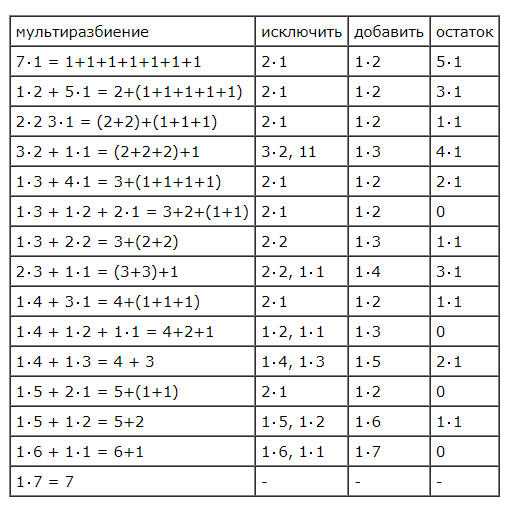 мультиразбиение исключить добавить остаток
7·1 = 1+1+1+1+1+1+1 2·1 1·2 5·1
1·2 + 5·1 = 2+(1+1+1+1+1) 2·1 1·2 3·1
2·2 3·1 = (2+2)+(1+1+1) 2·1 1·2 1·1
3·2 + 1·1 = (2+2+2)+1 3·2, 11 1·3 4·1
1·3 + 4·1 = 3+(1+1+1+1) 2·1 1·2 2·1
1·3 + 1·2 + 2·1 = 3+2+(1+1) 2·1 1·2 0
1·3 + 2·2 = 3+(2+2) 2·2 1·3 1·1
2·3 + 1·1 = (3+3)+1 2·2, 1·1 1·4 3·1
1·4 + 3·1 = 4+(1+1+1) 2·1 1·2 1·1
1·4 + 1·2 + 1·1 = 4+2+1 1·2, 1·1 1·3 0
1·4 + 1·3 = 4 + 3 1·4, 1·3 1·5 2·1
1·5 + 2·1 = 5+(1+1) 2·1 1·2 0
1·5 + 1·2 = 5+2 1·5, 1·2 1·6 1·1
1·6 + 1·1 = 6+1 1·6, 1·1 1·7 0
1·7 = 7 - - -